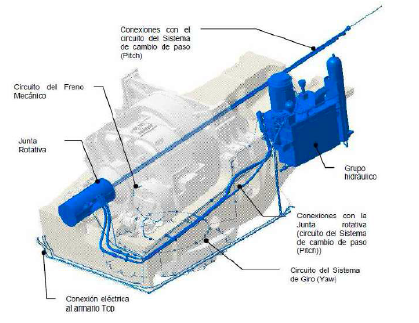 Conexiones con el
circuito del Sistema
de cambio de paso
(Pitch)
Circuito del Freno
Mecánico
Junta
Rotativa
Grupo
hidráulico
Conexiones con la
Junta rotativa
(circuito del Sistema
de cambio de paso
(Pitch))
Circuito del Sistema
de Giro (Yaw)
Conexión eléctrica
al armario Top